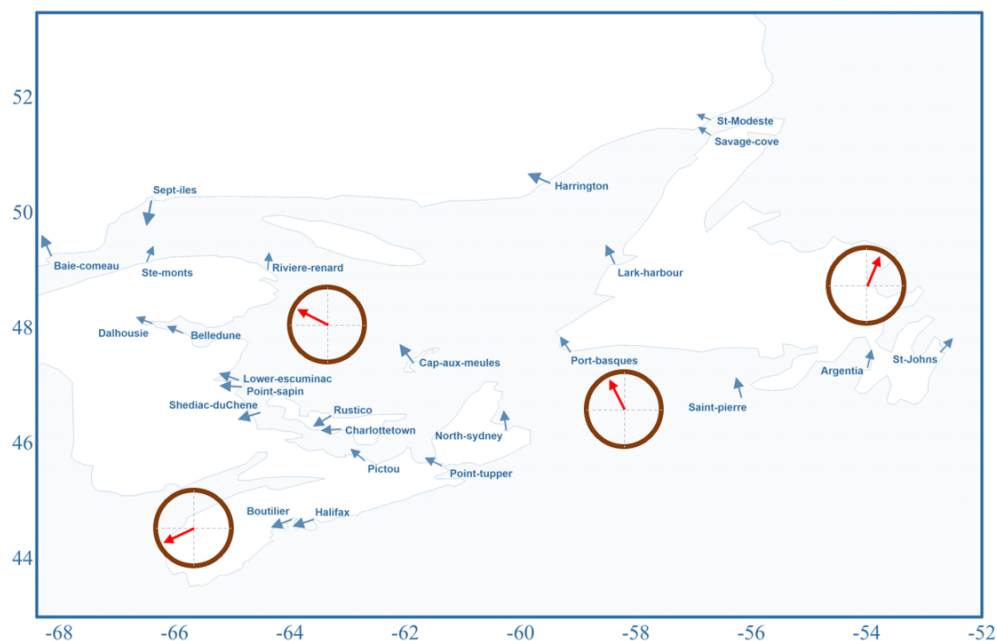 52
50
48
46
44
St-Modeste
Savage-cove
Harrington
Sept-iles
Baie-comeau
Ste-monts
Riviere-renard
Lark-harbour
Dalhousie
Belledune
Port-basques
St-Johns
Argentia
Cap-aux-meules
Lower-escuminac
Point-sapin
Shediac-duChene
Rustico
Saint-pierre
Charlottetown
North-sydney
Pictou
Point-tupper
Boutilier
Halifax
-68
-66
-64
-62
-60
-58
-56
-54
-52